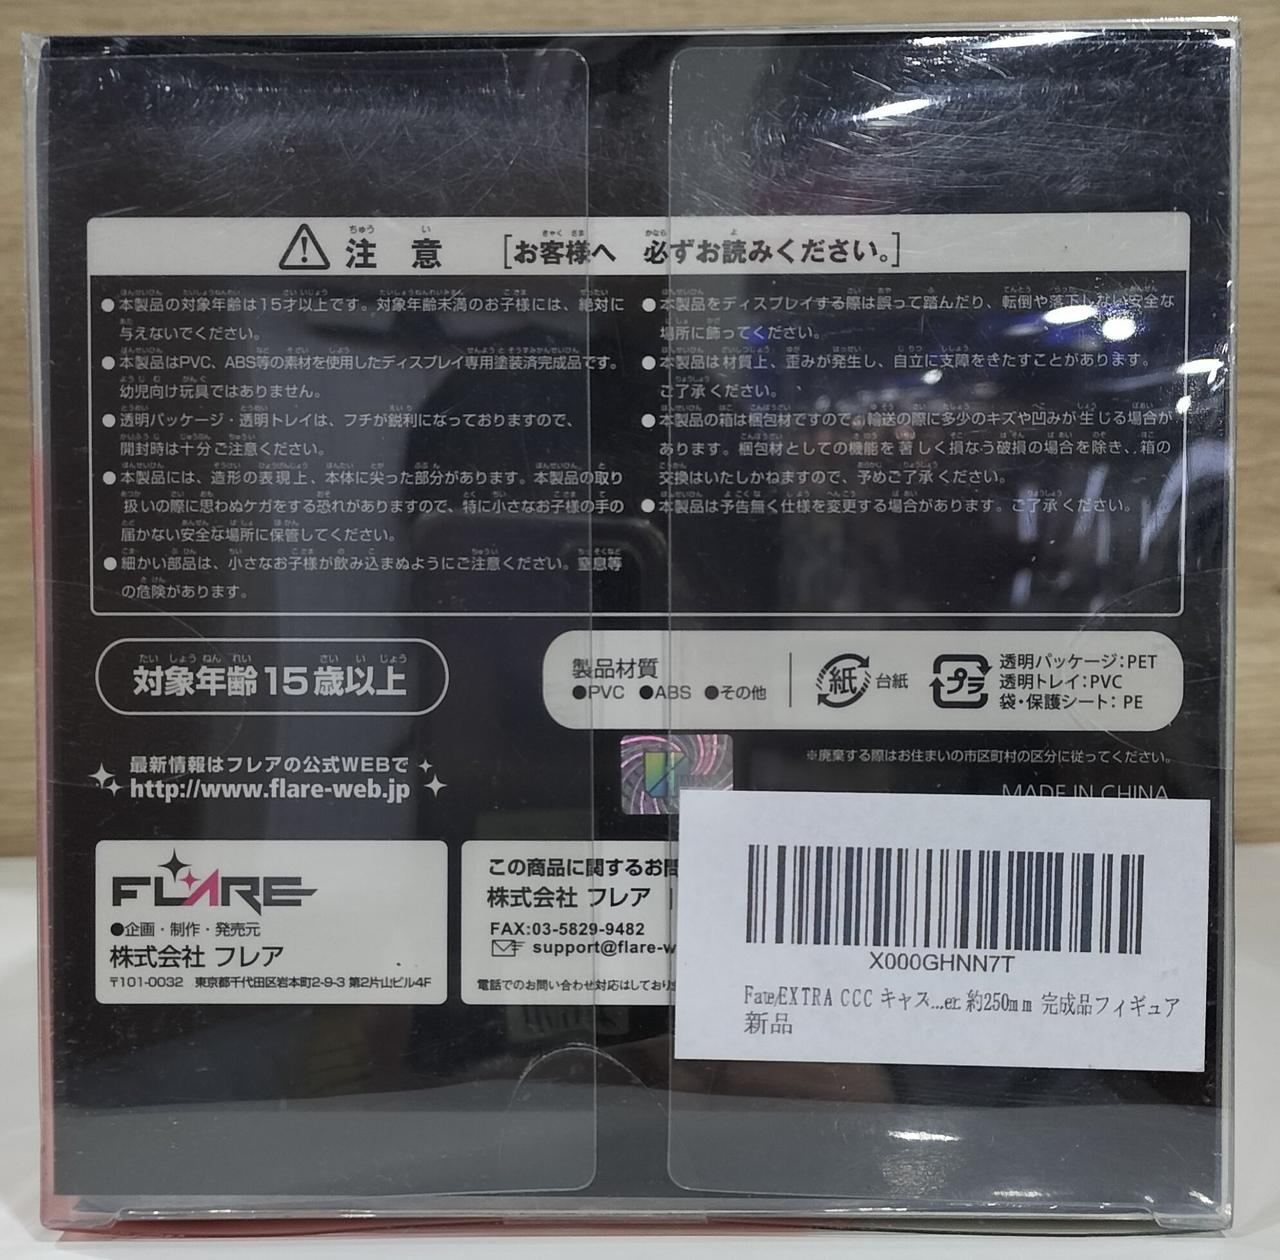 注意 [お客様へ 必ずお読みください。]
●本製品の対象年齢は15才以上です。対象年齢未満のお子様には、絶対に
与えないでください。
●本製品はPVC、ABS等の素材を使用したディスプレイ専用塗装済完成品です。
幼児向け玩具ではありません。
●透明パッケージ・透明トレイは、フチが鋭利になっておりますので、
開封時は十分ご注意ください。
●本製品には、造形の表現上、本体に尖った部分があります。本製品の取り
扱いの際に思わぬケガをする恐れがありますので、特に小さなお子様の手の
届かない安全な場所に保管してください。
●細かい部品は、小さなお子様が飲み込まぬようにご注意ください。窒息等
の危険があります。
●本製品をディスプレイする際は誤って踏んだり、転倒や落下しない安全な
場所に飾ってください。
●本製品は材質上、歪みが発生し、自立に支障をきたすことがあります。
ご了承ください。
●本製品の箱は梱包材ですので、輸送の際に多少のキズや凹みが生じる場合が
あります。梱包材としての機能を著しく損なう破損の場合を除き、箱の
交換はいたしかねますので、予めご了承ください。
●本製品は予告無く仕様を変更する場合があります。ご了承ください。
対象年齢15歳以上
製品材質
●PVC ●ABS ●その他
紙 台紙
プラ
透明パッケージ:PET
透明トレイ:PVC
袋・保護シート:PE
※廃棄する際はお住まいの市区町村の区分に従ってください。
MADE IN CHINA
最新情報はフレアの公式WEBで
http://www.flare-web.jp
FLARE
●企画・制作・発売元
株式会社 フレア
〒101-0032 東京都千代田区岩本町2-9-3 第2片山ビル4F
この商品に関するお問
株式会社 フレア
FAX:03-5829-9482
support@flare-w
電話でのお問い合わせ対応はしており
X000GHNN7T
Fate/EXTRA CCC キャス...er 約250mm 完成品フィギュア
新品